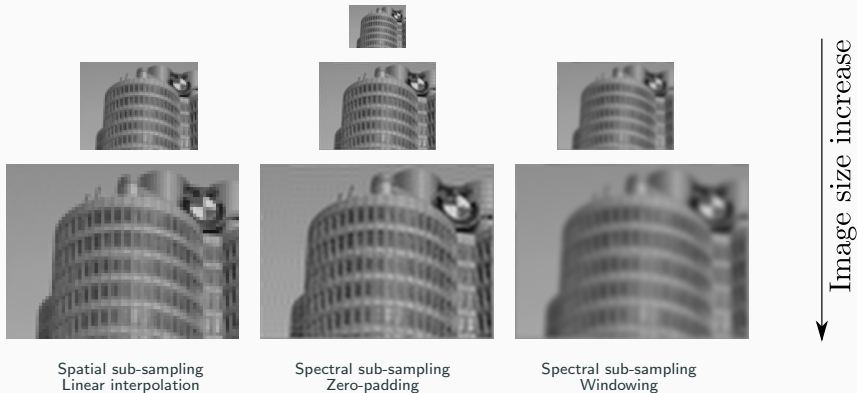 Image size increase
Spatial sub-sampling
Linear interpolation
Spectral sub-sampling
Zero-padding
Spectral sub-sampling
Windowing